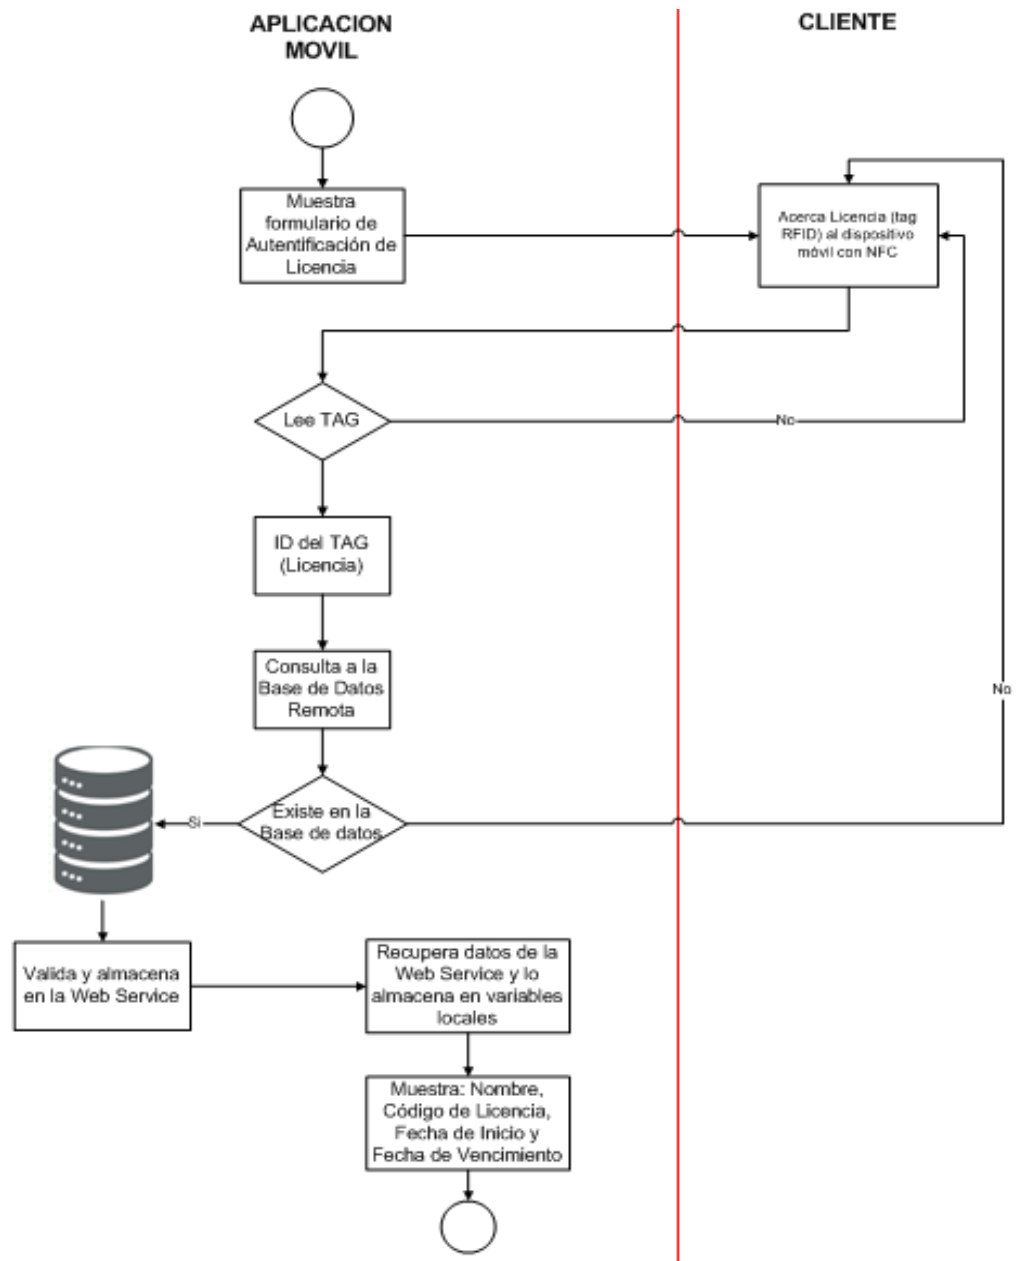 APLICACION
MOVIL
CLIENTE
Muestra
formulario de
Autentificación de
Licencia
Acerca Licencia (tag
RFID) al dispositivo
móvil con NFC
Lee TAG
No
ID del TAG
(Licencia)
Consulta a la
Base de Datos
Remota
No
Existe en la
Base de datos
Si
Valida y almacena
en la Web Service
Recupera datos de la
Web Service y lo
almacena en variables
locales
Muestra: Nombre,
Código de Licencia,
Fecha de Inicio y
Fecha de Vencimiento